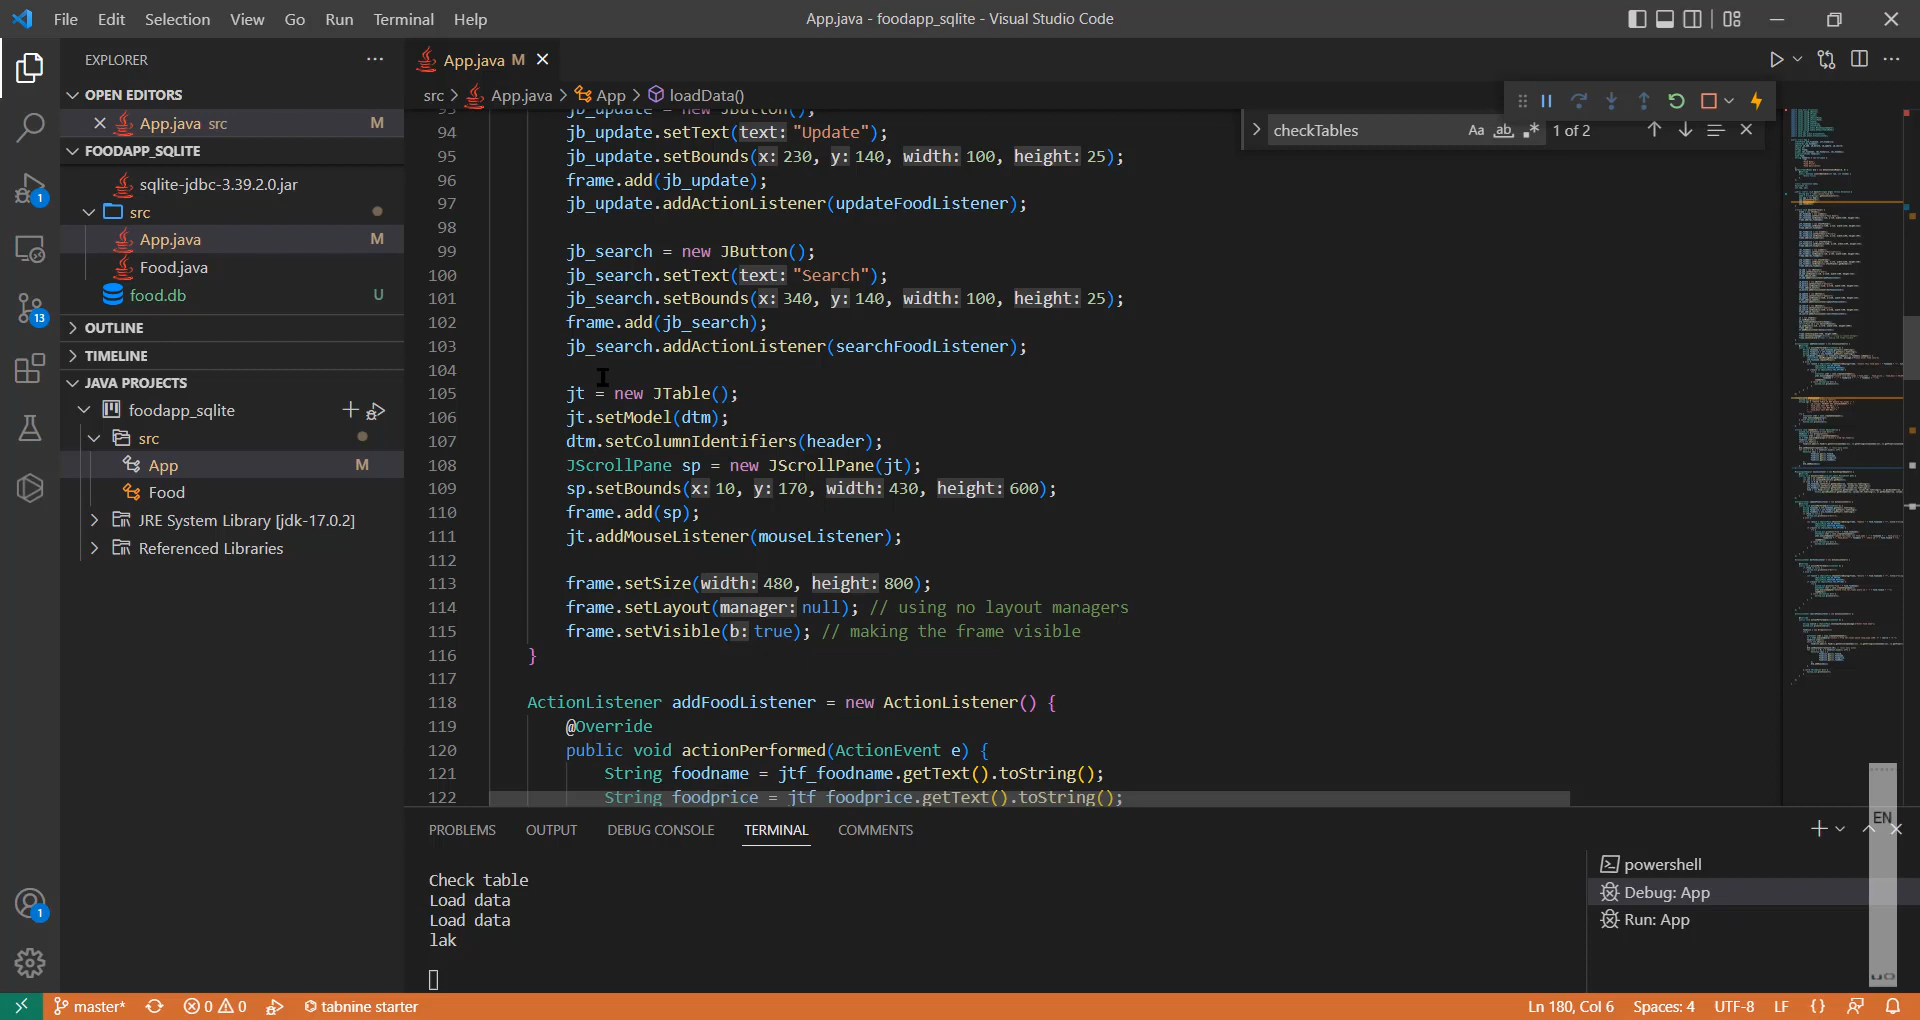 File Edit Selection View Go Run Terminal Help
App.java - foodapp_sqlite - Visual Studio Code
EXPLORER
OPEN EDITORS
App.java src M
FOODAPP_SQLITE
sqlite-jdbc-3.39.2.0.jar
src
App.java M
Food.java
food.db U
OUTLINE
TIMELINE
JAVA PROJECTS
foodapp_sqlite
src
App M
Food
JRE System Library [jdk-17.0.2]
Referenced Libraries
1
13
1
App.java M
src > App.java > App > loadData()
checkTables Aa ab 1 of 2
94 jb_update.setText(text: "Update");
95 jb_update.setBounds(x: 230, y: 140, width: 100, height: 25);
96 frame.add(jb_update);
97 jb_update.addActionListener(updateFoodListener);
98
99 jb_search = new JButton();
100 jb_search.setText(text: "Search");
101 jb_search.setBounds(x: 340, y: 140, width: 100, height: 25);
102 frame.add(jb_search);
103 jb_search.addActionListener(searchFoodListener);
104
105 jt = new JTable();
106 jt.setModel(dtm);
107 dtm.setColumnIdentifiers(header);
108 JScrollPane sp = new JScrollPane(jt);
109 sp.setBounds(x: 10, y: 170, width: 430, height: 600);
110 frame.add(sp);
111 jt.addMouseListener(mouseListener);
112
113 frame.setSize(width: 480, height: 800);
114 frame.setLayout(manager: null); // using no layout managers
115 frame.setVisible(b: true); // making the frame visible
116 }
117
118 ActionListener addFoodListener = new ActionListener() {
119 @Override
120 public void actionPerformed(ActionEvent e) {
121 String foodname = jtf_foodname.getText().toString();
122 String foodprice = jtf_foodprice.getText().toString();
PROBLEMS OUTPUT DEBUG CONSOLE TERMINAL COMMENTS
EN
Check table
Load data
Load data
lak
powershell
Debug: App
Run: App
master* 0 0 tabnine starter
Ln 180, Col 6 Spaces: 4 UTF-8 LF {}